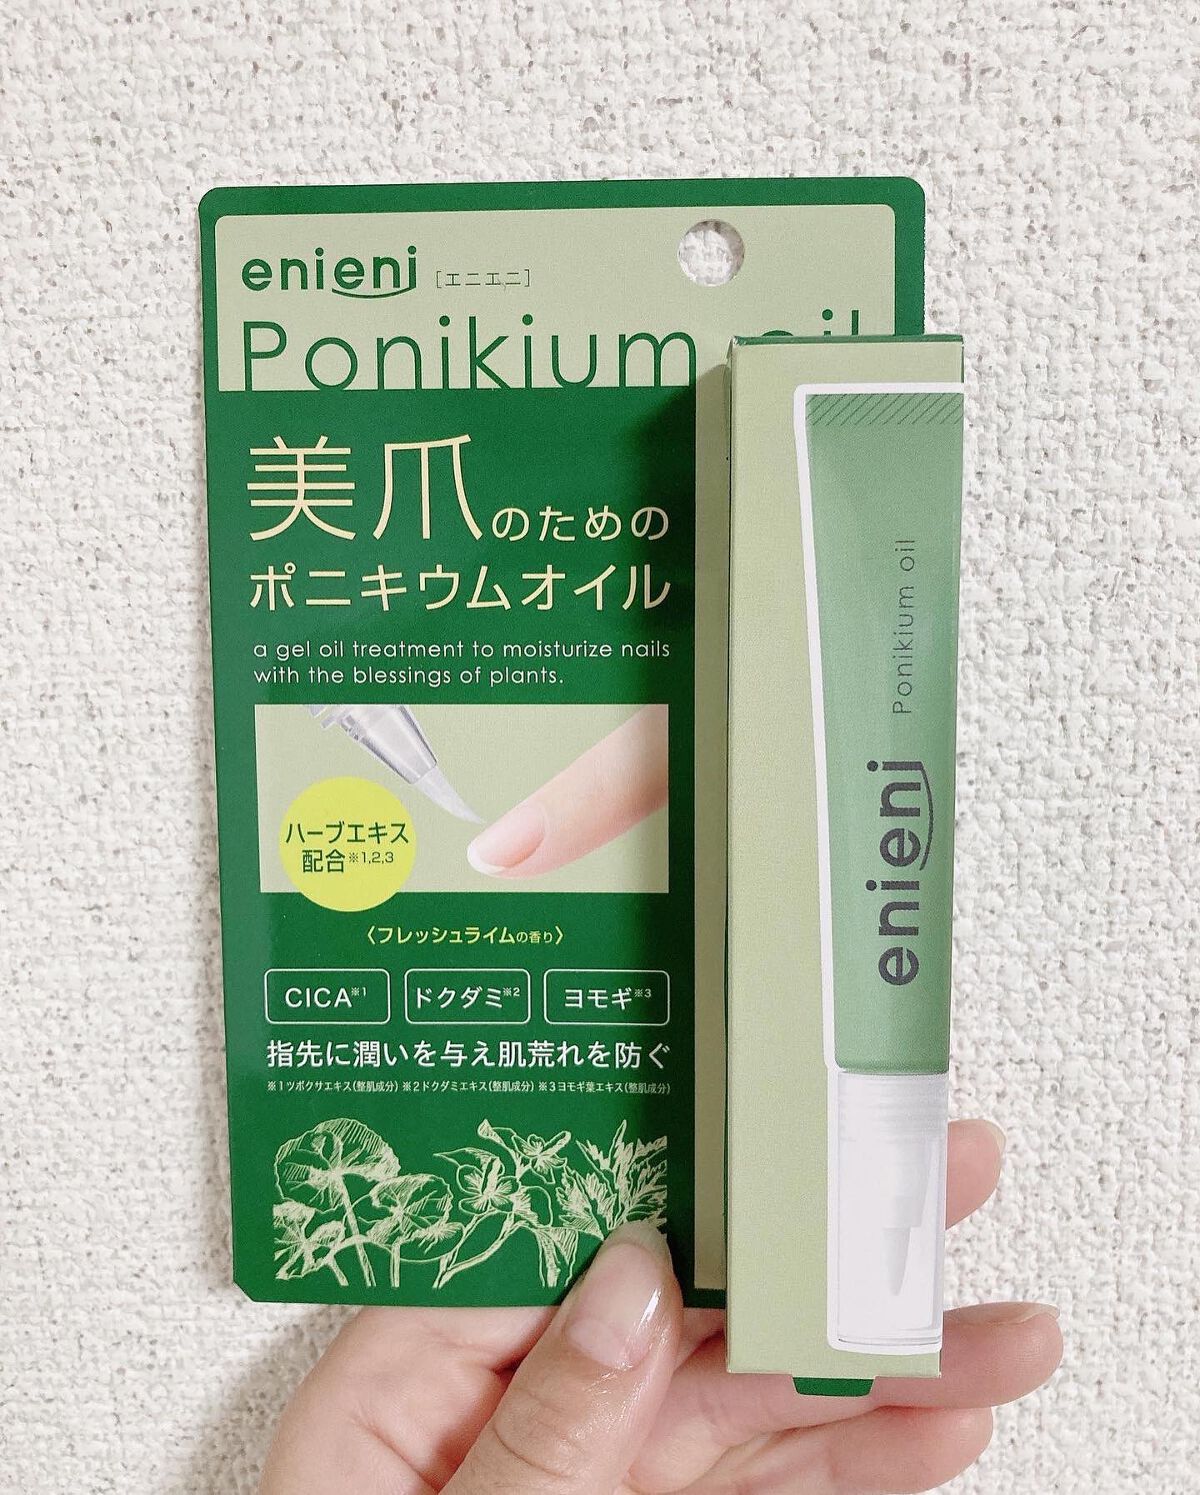 enieni [エニエニ]
Ponikium oil
美爪のための
ポニキウムオイル
a gel oil treatment to moisturize nails
with the blessings of plants.
ハーブエキス
配合※1,2,3
〈フレッシュライムの香り〉
CICA※1 ドクダミ※2 ヨモギ※3
指先に潤いを与え肌荒れを防ぐ
※1ツボクサエキス(整肌成分) ※2ドクダミエキス(整肌成分) ※3ヨモギ葉エキス(整肌成分)
enieni Ponikium oil